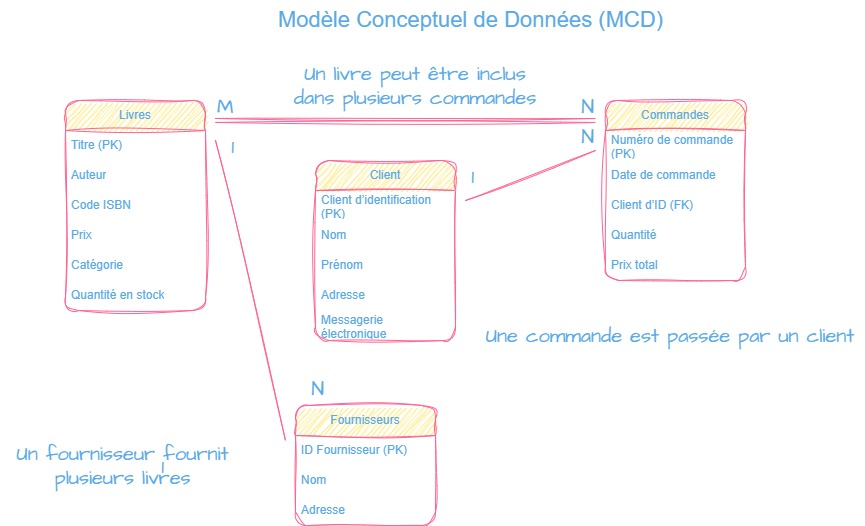 Modèle Conceptuel de Données (MCD)
Un livre peut être inclus
dans plusieurs commandes
M
N
N
I
I
Livres
Titre (PK)
Auteur
Code ISBN
Prix
Catégorie
Quantité en stock
Client
Client d'identification
(PK)
Nom
Prénom
Adresse
Messagerie
électronique
Commandes
Numéro de commande
(PK)
Date de commande
Client d'ID (FK)
Quantité
Prix total
Une commande est passée par un client
N
Fournisseurs
ID Fournisseur (PK)
Nom
Adresse
Un fournisseur fournit
plusieurs livres
I